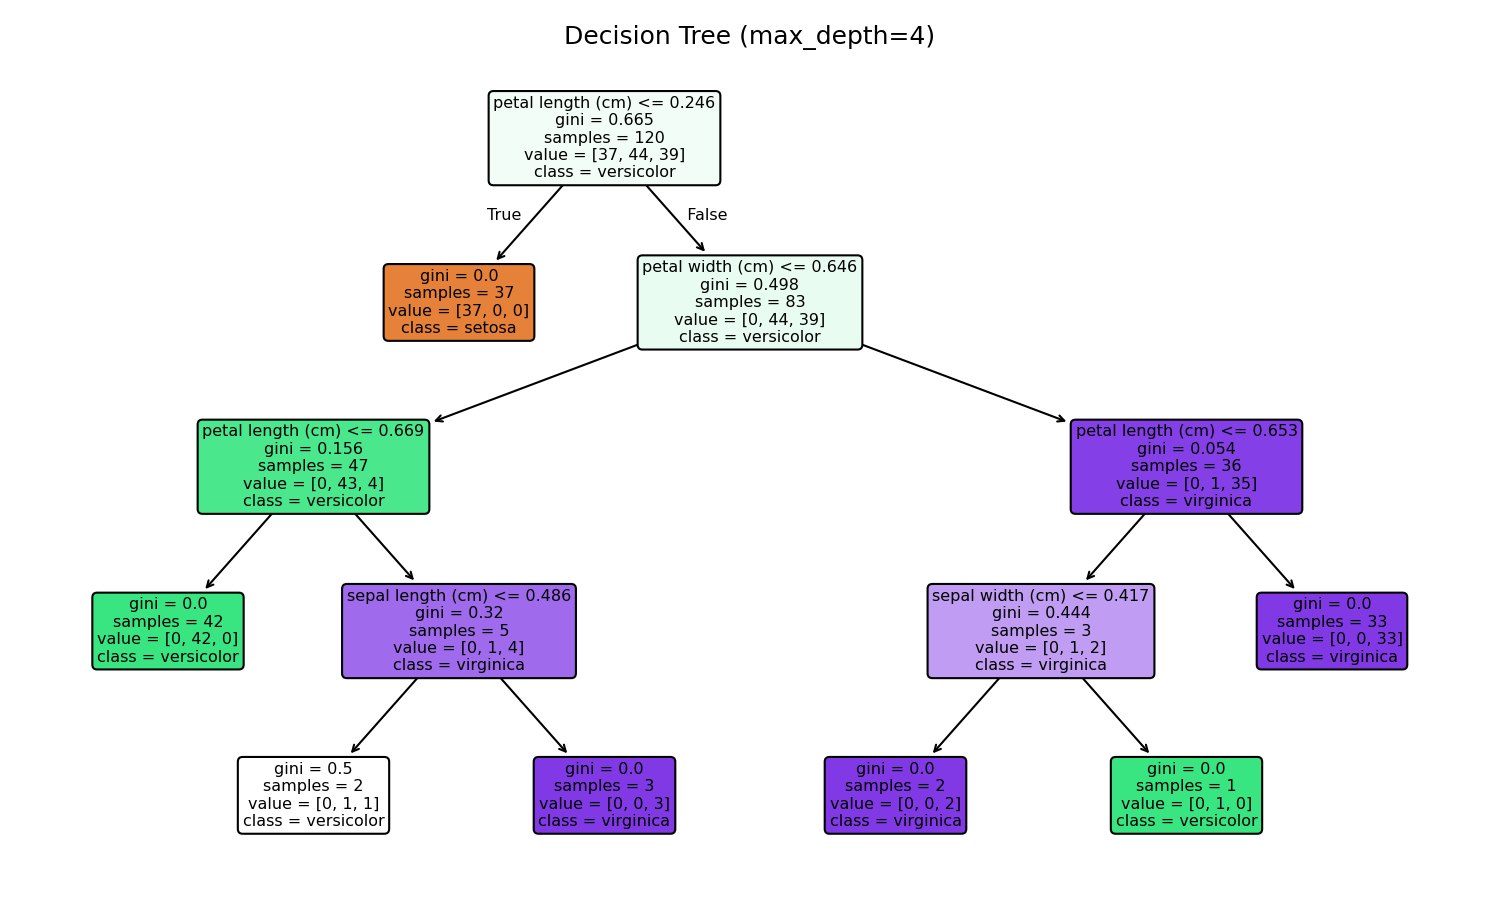 Decision Tree (max_depth=4)
petal length (cm) <= 0.246
gini = 0.665
samples = 120
value = [37, 44, 39]
class = versicolor
True
False
gini = 0.0
samples = 37
value = [37, 0, 0]
class = setosa
petal width (cm) <= 0.646
gini = 0.498
samples = 83
value = [0, 44, 39]
class = versicolor
petal length (cm) <= 0.669
gini = 0.156
samples = 47
value = [0, 43, 4]
class = versicolor
petal length (cm) <= 0.653
gini = 0.054
samples = 36
value = [0, 1, 35]
class = virginica
gini = 0.0
samples = 42
value = [0, 42, 0]
class = versicolor
sepal length (cm) <= 0.486
gini = 0.32
samples = 5
value = [0, 1, 4]
class = virginica
sepal width (cm) <= 0.417
gini = 0.444
samples = 3
value = [0, 1, 2]
class = virginica
gini = 0.0
samples = 33
value = [0, 0, 33]
class = virginica
gini = 0.5
samples = 2
value = [0, 1, 1]
class = versicolor
gini = 0.0
samples = 3
value = [0, 0, 3]
class = virginica
gini = 0.0
samples = 2
value = [0, 0, 2]
class = virginica
gini = 0.0
samples = 1
value = [0, 1, 0]
class = versicolor